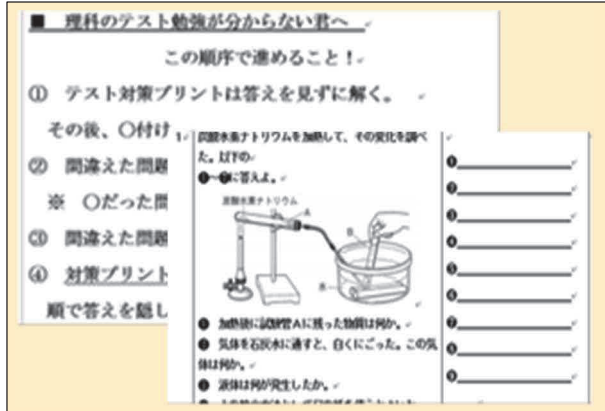 ■ 理科のテスト勉強が分からない君へ
この順序で進めること！
① テスト対策プリントは答えを見ずに解く。
その後、〇付け
② 間違えた問題
※ 〇だった問
③ 間違えた問題
④ 対策プリント
順で答えを隠し
1 炭酸水素ナトリウムを加熱して、その変化を調べ
た。以下の
❶～❼に答えよ。
炭酸水素ナトリウム
A
B
❶ 加熱後に試験管Aに残った物質は何か。
❷ 気体を石灰水に通すと、白くにごった。この気
体は何か。
❸ 液体は何が発生したか。
❶
❷
❸
❹
❺
❻
❼